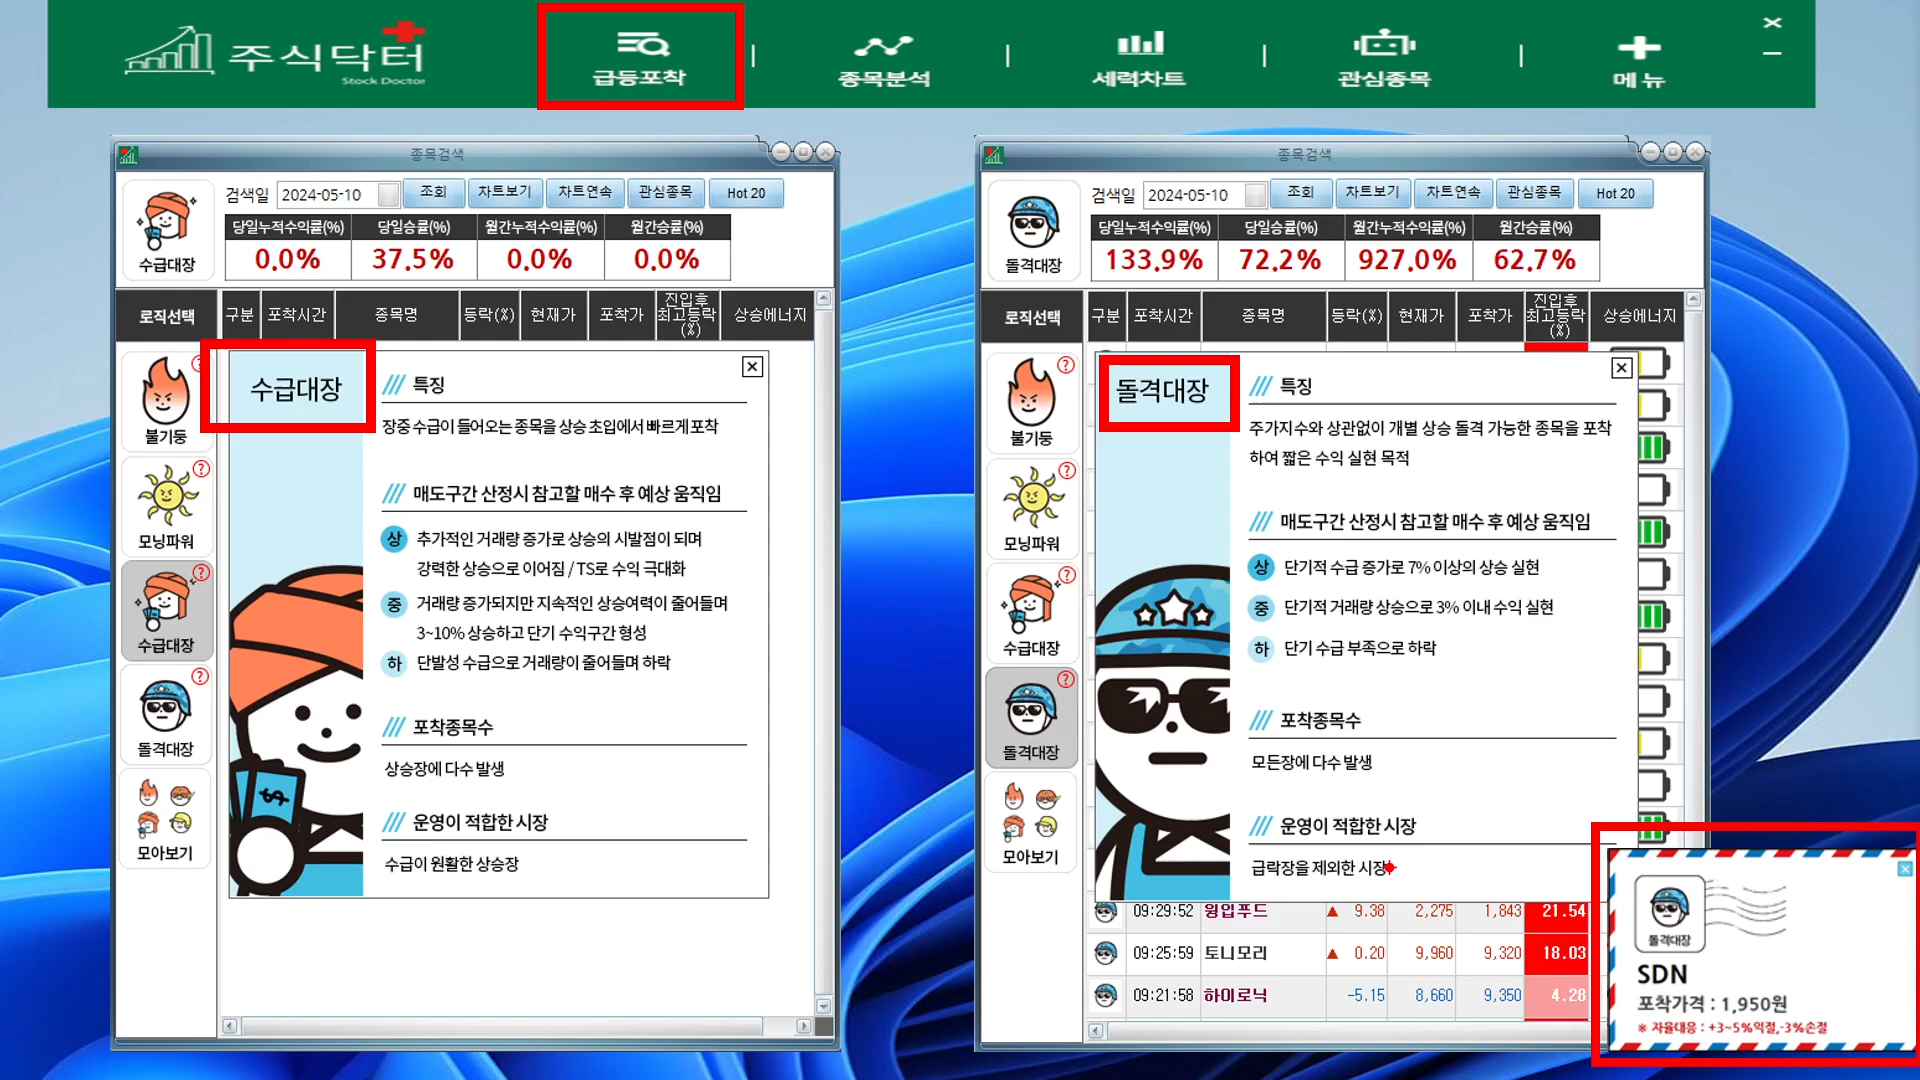 주식닥터
Stock Doctor
급등포착
종목분석
세력차트
관심종목
메뉴
종목검색
수급대장
검색일 2024-05-10 조회 차트보기 차트연속 관심종목 Hot 20
당일누적수익률(%) 당일승률(%) 월간누적수익률(%) 월간승률(%)
0.0% 37.5% 0.0% 0.0%
로직선택 구분 포착시간 종목명 등락(%) 현재가 포착가 진입후 최고등락 (%) 상승에너지
불기둥
모닝파워
수급대장
돌격대장
모아보기
수급대장
/// 특징
장중 수급이 들어오는 종목을 상승 초입에서 빠르게 포착
/// 매도구간 산정시 참고할 매수 후 예상 움직임
상 추가적인 거래량 증가로 상승의 시발점이 되며
강력한 상승으로 이어짐 / TS로 수익 극대화
중 거래량 증가되지만 지속적인 상승여력이 줄어들며
3~10% 상승하고 단기 수익구간 형성
하 단발성 수급으로 거래량이 줄어들며 하락
/// 포착종목수
상승장에 다수 발생
/// 운영이 적합한 시장
수급이 원활한 상승장
종목검색
돌격대장
검색일 2024-05-10 조회 차트보기 차트연속 관심종목 Hot 20
당일누적수익률(%) 당일승률(%) 월간누적수익률(%) 월간승률(%)
133.9% 72.2% 927.0% 62.7%
로직선택 구분 포착시간 종목명 등락(%) 현재가 포착가 진입후 최고등락 (%) 상승에너지
불기둥
모닝파워
수급대장
돌격대장
모아보기
돌격대장
/// 특징
주가지수와 상관없이 개별 상승 돌격 가능한 종목을 포착
하여 짧은 수익 실현 목적
/// 매도구간 산정시 참고할 매수 후 예상 움직임
상 단기적 수급 증가로 7% 이상의 상승 실현
중 단기적 거래량 상승으로 3% 이내 수익 실현
하 단기 수급 부족으로 하락
/// 포착종목수
모든장에 다수 발생
/// 운영이 적합한 시장
급락장을 제외한 시장
09:29:52 윙입푸드 ▲ 9.38 2,275 1,843 21.54
09:25:59 토니모리 ▲ 0.20 9,960 9,320 18.03
09:21:58 하이로닉 -5.15 8,660 9,350 4.28
돌격대장
SDN
포착가격 : 1,950원
※ 자율대응 : +3~5%익절,-3%손절